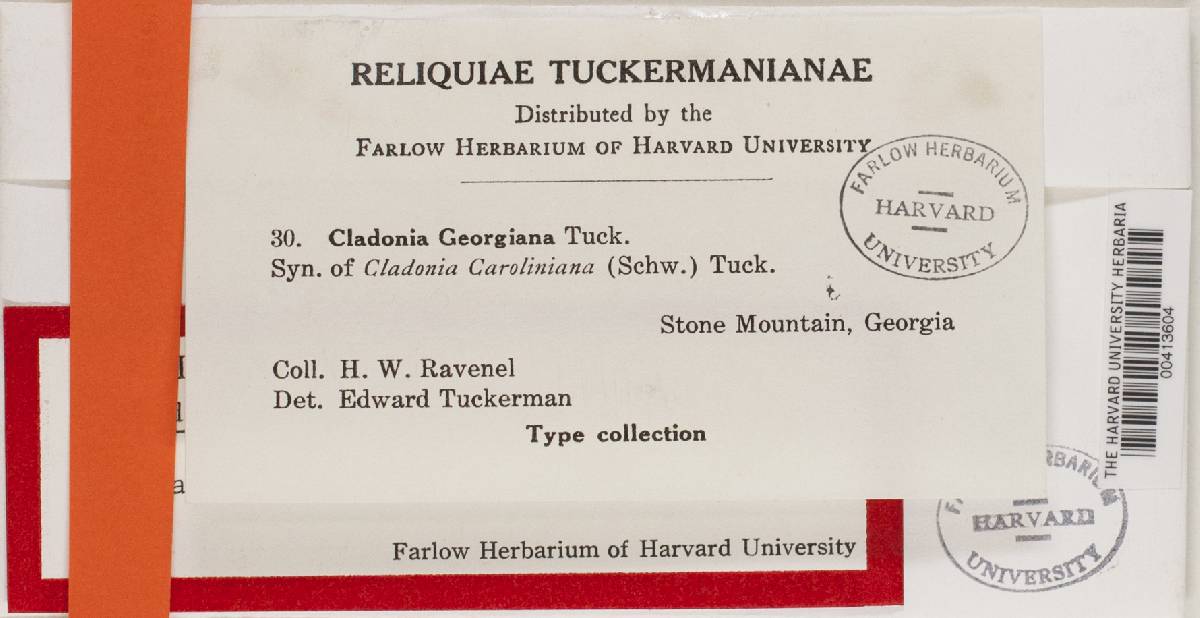 RELIQUIAE TUCKERMANIANAE
Distributed by the
FARLOW HERBARIUM OF HARVARD UNIVERSITY
FARLOW HERBARIUM
HARVARD
UNIVERSITY
30. Cladonia Georgiana Tuck.
Syn. of Cladonia Caroliniana (Schw.) Tuck.
Stone Mountain, Georgia
Coll. H. W. Ravenel
Det. Edward Tuckerman
Type collection
THE HARVARD UNIVERSITY HERBARIA
00413604
Farlow Herbarium of Harvard University
HARVARD
UNIVERSITY